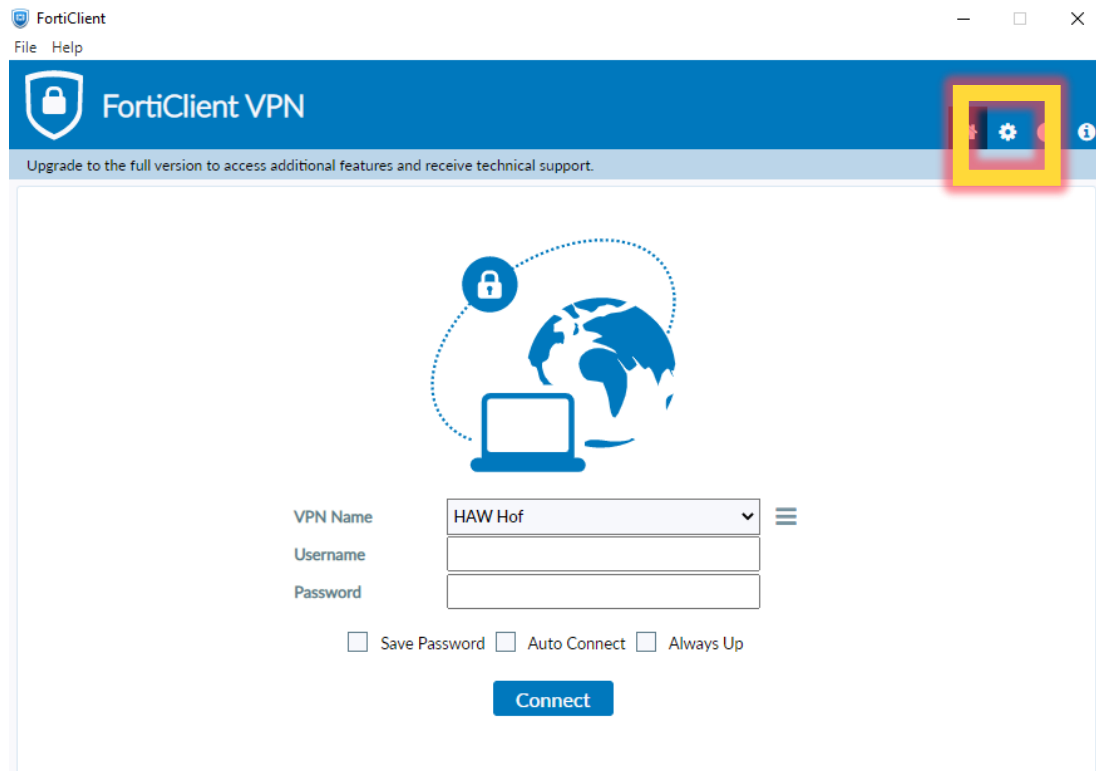 FortiClient
File Help
FortiClient VPN
Upgrade to the full version to access additional features and receive technical support.
VPN Name HAW Hof
Username
Password
Save Password Auto Connect Always Up
Connect